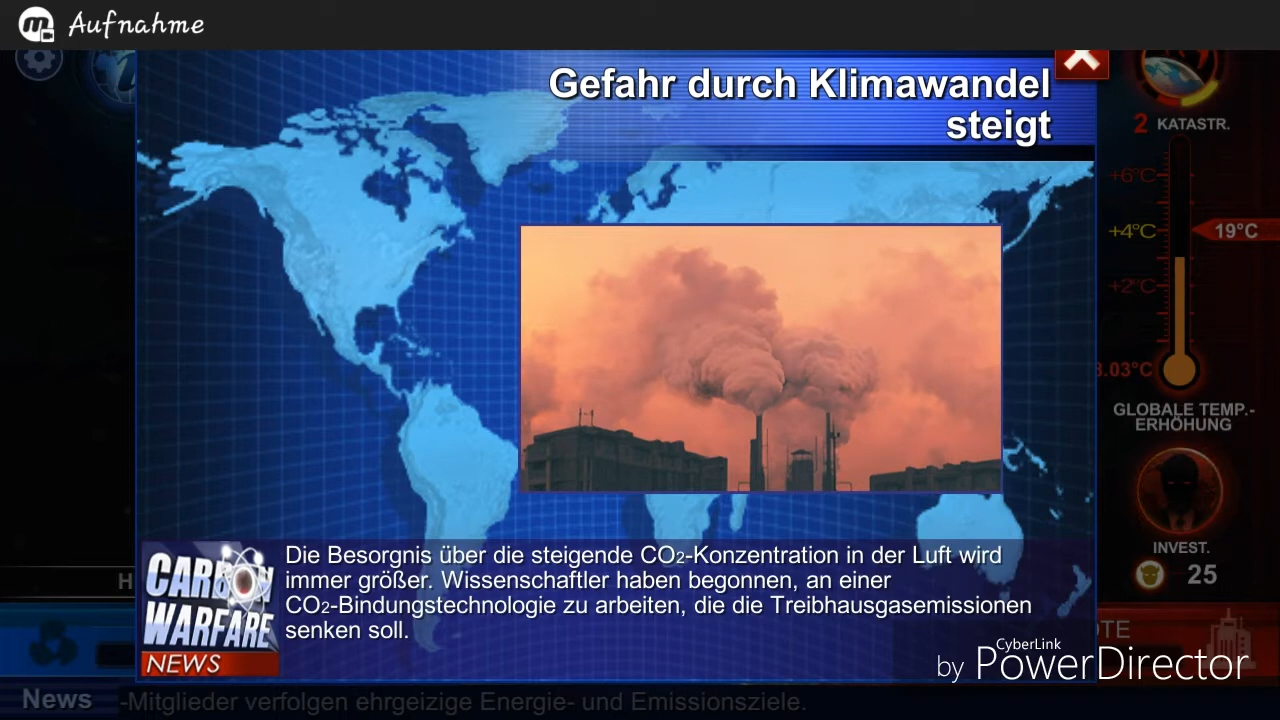 Aufnahme
Gefahr durch Klimawandel
steigt
2 KATASTR.
+6°C
+4°C
19°C
+2°C
.03°C
GLOBALE TEMP.-
ERHÖHUNG
INVEST.
25
Die Besorgnis über die steigende CO2-Konzentration in der Luft wird
immer größer. Wissenschaftler haben begonnen, an einer
CO2-Bindungstechnologie zu arbeiten, die die Treibhausgasemissionen
senken soll.
CARBON
WARFARE
NEWS
H
OTE
by CyberLink PowerDirector
News -Mitglieder verfolgen ehrgeizige Energie- und Emissionsziele.